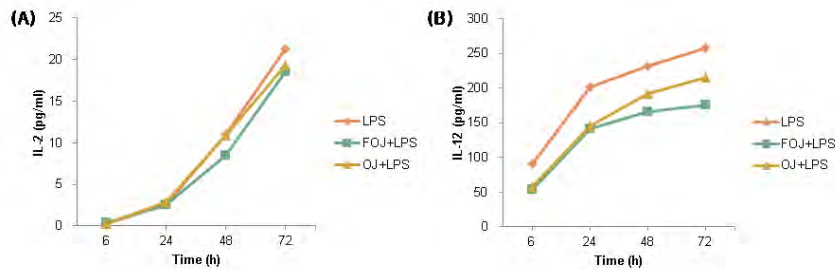 (A)
25
20
15
10
5
0
IL-2 (pg/ml)
6 24 48 72
Time (h)
LPS
FOJ+LPS
OJ+LPS
(B)
300
250
200
150
100
50
0
IL-12 (pg/ml)
6 24 48 72
Time (h)
LPS
FOJ+LPS
OJ+LPS